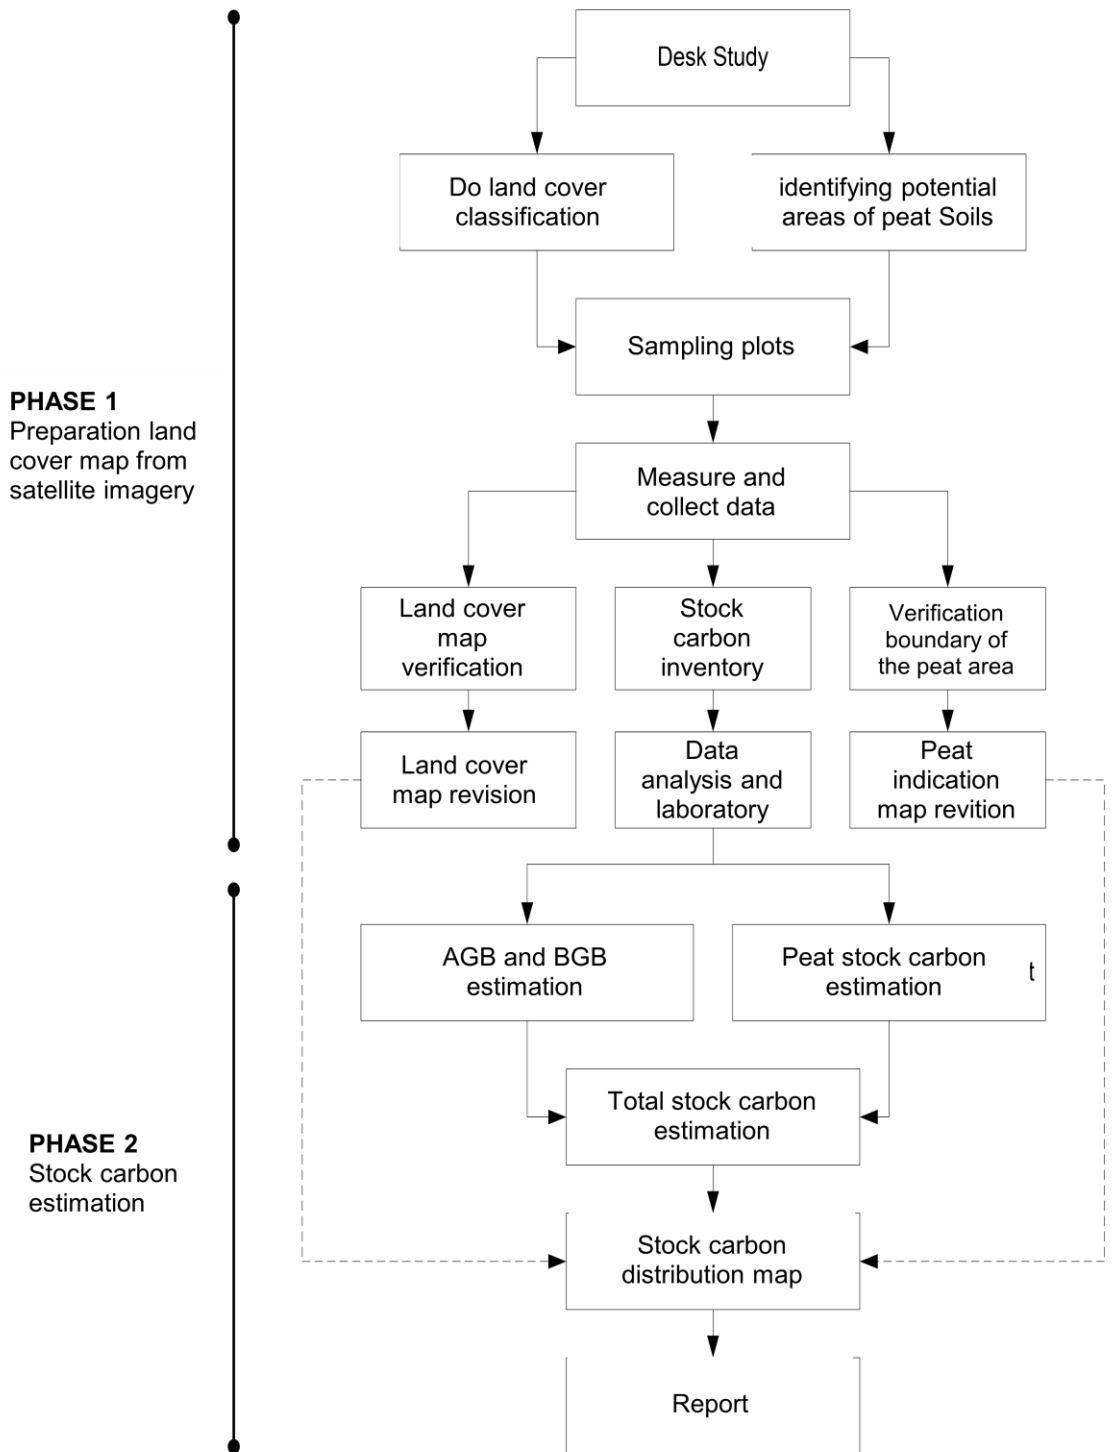 Desk Study
Do land cover
classification
identifying potential
areas of peat Soils
Sampling plots
PHASE 1
Preparation land
cover map from
satellite imagery
Measure and
collect data
Land cover
map
verification
Stock
carbon
inventory
Verification
boundary of
the peat area
Land cover
map revision
Data
analysis and
laboratory
Peat
indication
map revition
AGB and BGB
estimation
Peat stock carbon
estimation
t
Total stock carbon
estimation
PHASE 2
Stock carbon
estimation
Stock carbon
distribution map
Report